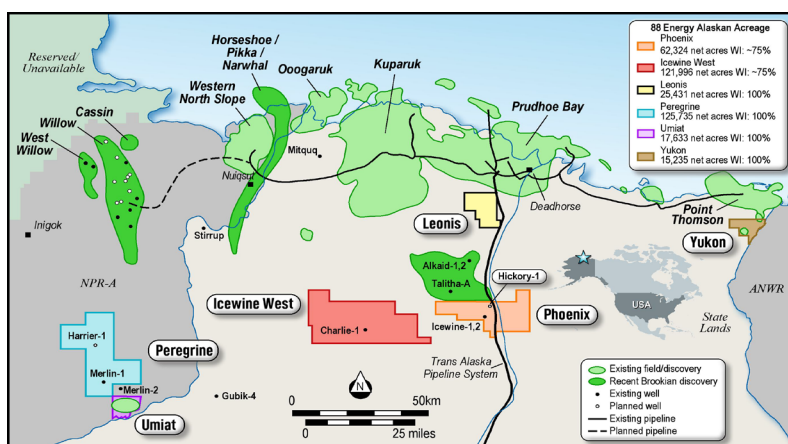 Reserved/
Unavailable
Horseshoe /
Pikka /
Narwhal
Ooogaruk
Kuparuk
Western
North Slope
Cassin
Willow
West
Willow
Prudhoe Bay
Mitquq
Nuiqsut
Deadhorse
Point
Thomson
Inigok
Stirrup
Leonis
Yukon
NPR-A
Alkaid-1,2
Talitha-A
Hickory-1
ANWR
Icewine West
Charlie-1
Icewine-1,2
Phoenix
USA
State
Lands
Harrier-1
Peregrine
Merlin-1
Merlin-2
Umiat
Gubik-4
Trans Alaska
Pipeline System
N
0 50km
0 25 miles
88 Energy Alaskan Acreage
Phoenix
62,324 net acres WI: ~75%
Icewine West
121,996 net acres WI: ~75%
Leonis
25,431 net acres WI: 100%
Peregrine
125,735 net acres WI: 100%
Umiat
17,633 net acres WI: 100%
Yukon
15,235 net acres WI: 100%
Existing field/discovery
Recent Brookian discovery
Existing well
Planned well
Existing pipeline
Planned pipeline